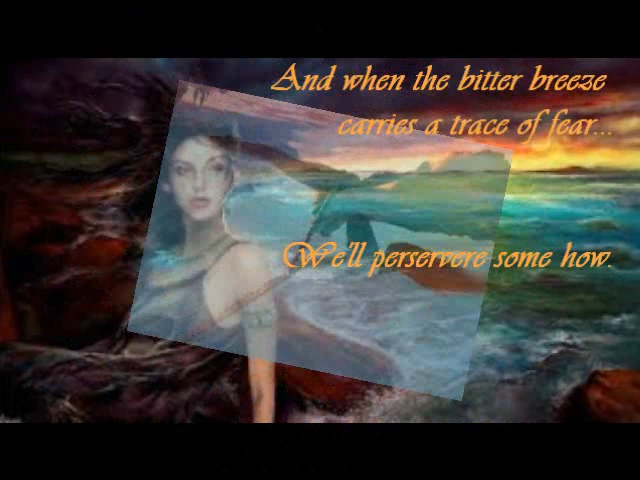 And when the bitter breeze
carries a trace of fear...
We'll perservere some how.